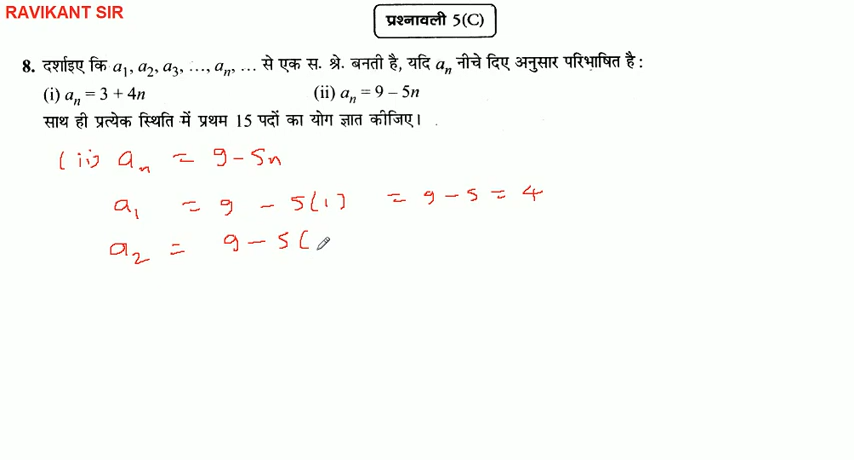 RAVIKANT SIR
प्रश्नावली 5(C)
8. दर्शाइए कि a₁, a₂, a₃, ..., aₙ, ... से एक स. श्रे. बनती है, यदि aₙ नीचे दिए अनुसार परिभाषित है :
(i) aₙ = 3 + 4n (ii) aₙ = 9 – 5n
साथ ही प्रत्येक स्थिति में प्रथम 15 पदों का योग ज्ञात कीजिए।
(ii) aₙ = 9 – 5n
a₁ = 9 – 5(1) = 9 – 5 = 4
a₂ = 9 – 5(